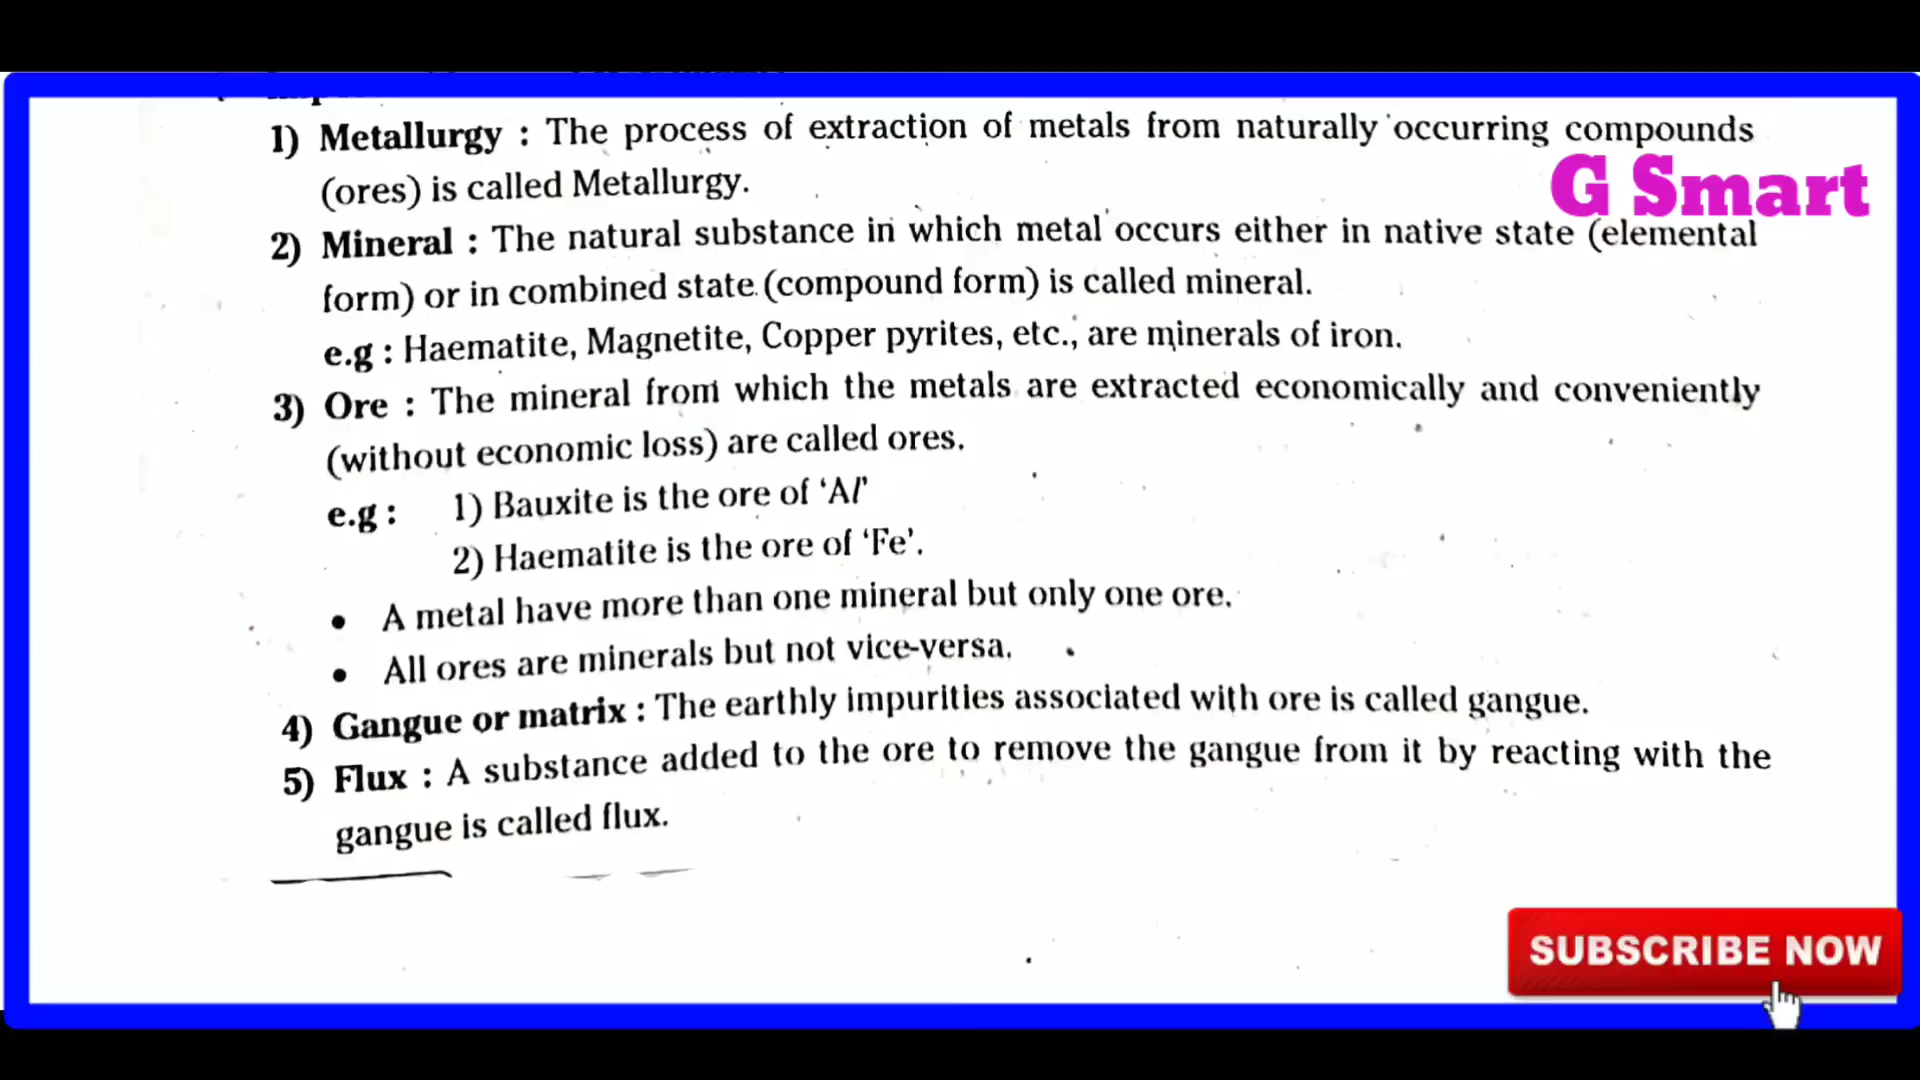 1) Metallurgy : The process of extraction of metals from naturally occurring compounds
(ores) is called Metallurgy.
G Smart
2) Mineral : The natural substance in which metal occurs either in native state (elemental
form) or in combined state (compound form) is called mineral.
e.g : Haematite, Magnetite, Copper pyrites, etc., are minerals of iron.
3) Ore : The mineral from which the metals are extracted economically and conveniently
(without economic loss) are called ores.
e.g : 1) Bauxite is the ore of ‘Al’
2) Haematite is the ore of ‘Fe’.
• A metal have more than one mineral but only one ore.
• All ores are minerals but not vice-versa.
4) Gangue or matrix : The earthly impurities associated with ore is called gangue.
5) Flux : A substance added to the ore to remove the gangue from it by reacting with the
gangue is called flux.
SUBSCRIBE NOW